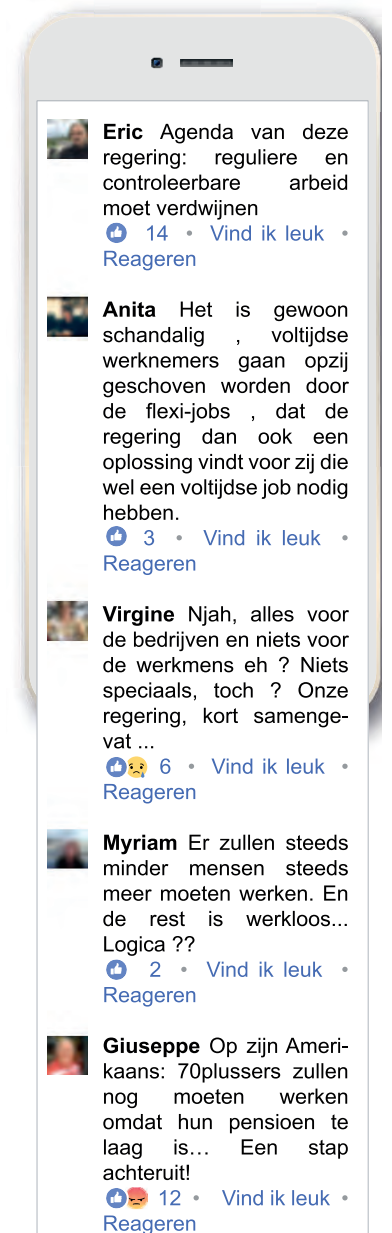 Eric Agenda van deze
regering: reguliere en
controleerbare arbeid
moet verdwijnen
14 • Vind ik leuk •
Reageren
Anita Het is gewoon
schandalig , voltijdse
werknemers gaan opzij
geschoven worden door
de flexi-jobs , dat de
regering dan ook een
oplossing vindt voor zij die
wel een voltijdse job nodig
hebben.
3 • Vind ik leuk •
Reageren
Virgine Njah, alles voor
de bedrijven en niets voor
de werkmens eh ? Niets
speciaals, toch ? Onze
regering, kort samenge-
vat ...
6 • Vind ik leuk •
Reageren
Myriam Er zullen steeds
minder mensen steeds
meer moeten werken. En
de rest is werkloos...
Logica ??
2 • Vind ik leuk •
Reageren
Giuseppe Op zijn Ameri-
kaans: 70plussers zullen
nog moeten werken
omdat hun pensioen te
laag is… Een stap
achteruit!
12 • Vind ik leuk •
Reageren